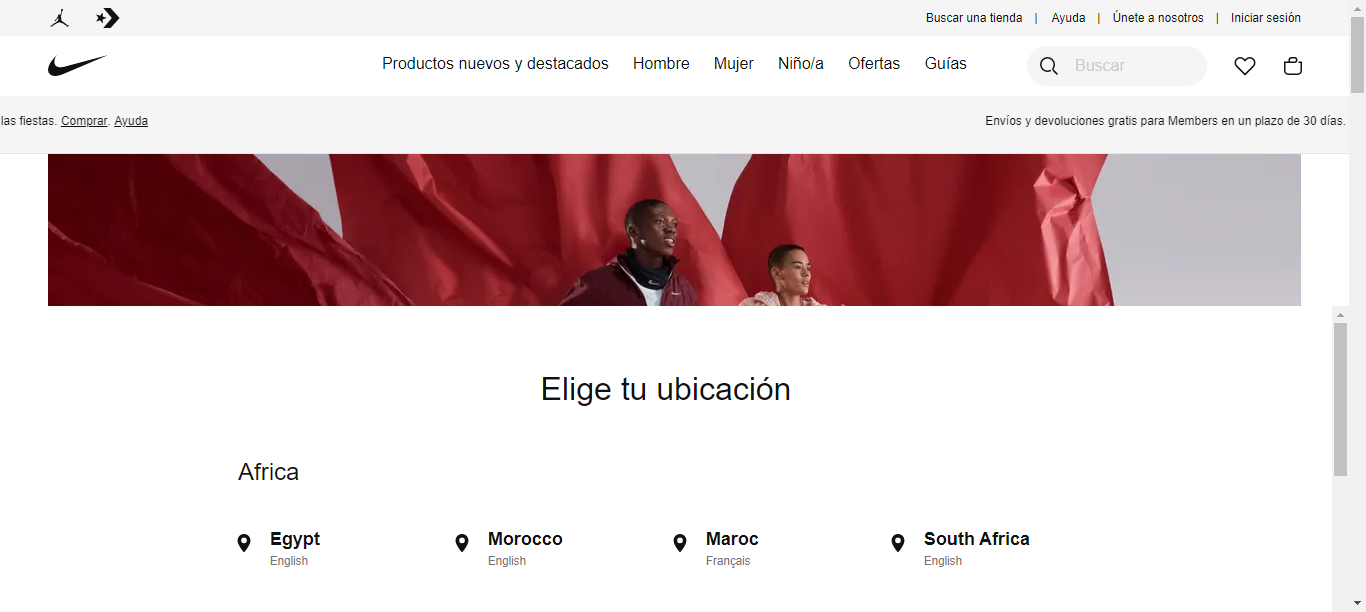 Buscar una tienda | Ayuda | Únete a nosotros | Iniciar sesión
Productos nuevos y destacados Hombre Mujer Niño/a Ofertas Guías Buscar
las fiestas. Comprar. Ayuda Envíos y devoluciones gratis para Members en un plazo de 30 días.
Elige tu ubicación
Africa
Egypt Morocco Maroc South Africa
English English Français English